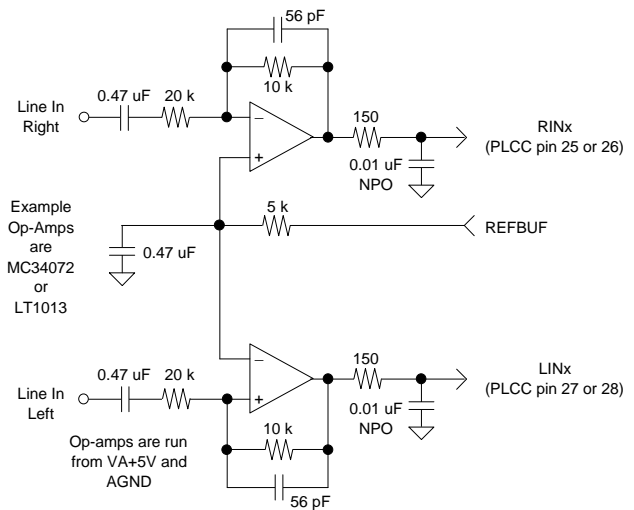 56 pF
10 k
0.47 uF
20 k
Line In
Right
−
+
150
0.01 uF
NPO
RINx
(PLCC pin 25 or 26)
Example
Op-Amps
are
MC34072
or
LT1013
0.47 uF
5 k
REFBUF
0.47 uF
20 k
Line In
Left
−
+
150
0.01 uF
NPO
LINx
(PLCC pin 27 or 28)
Op-amps are run
from VA+5V and
AGND
10 k
56 pF